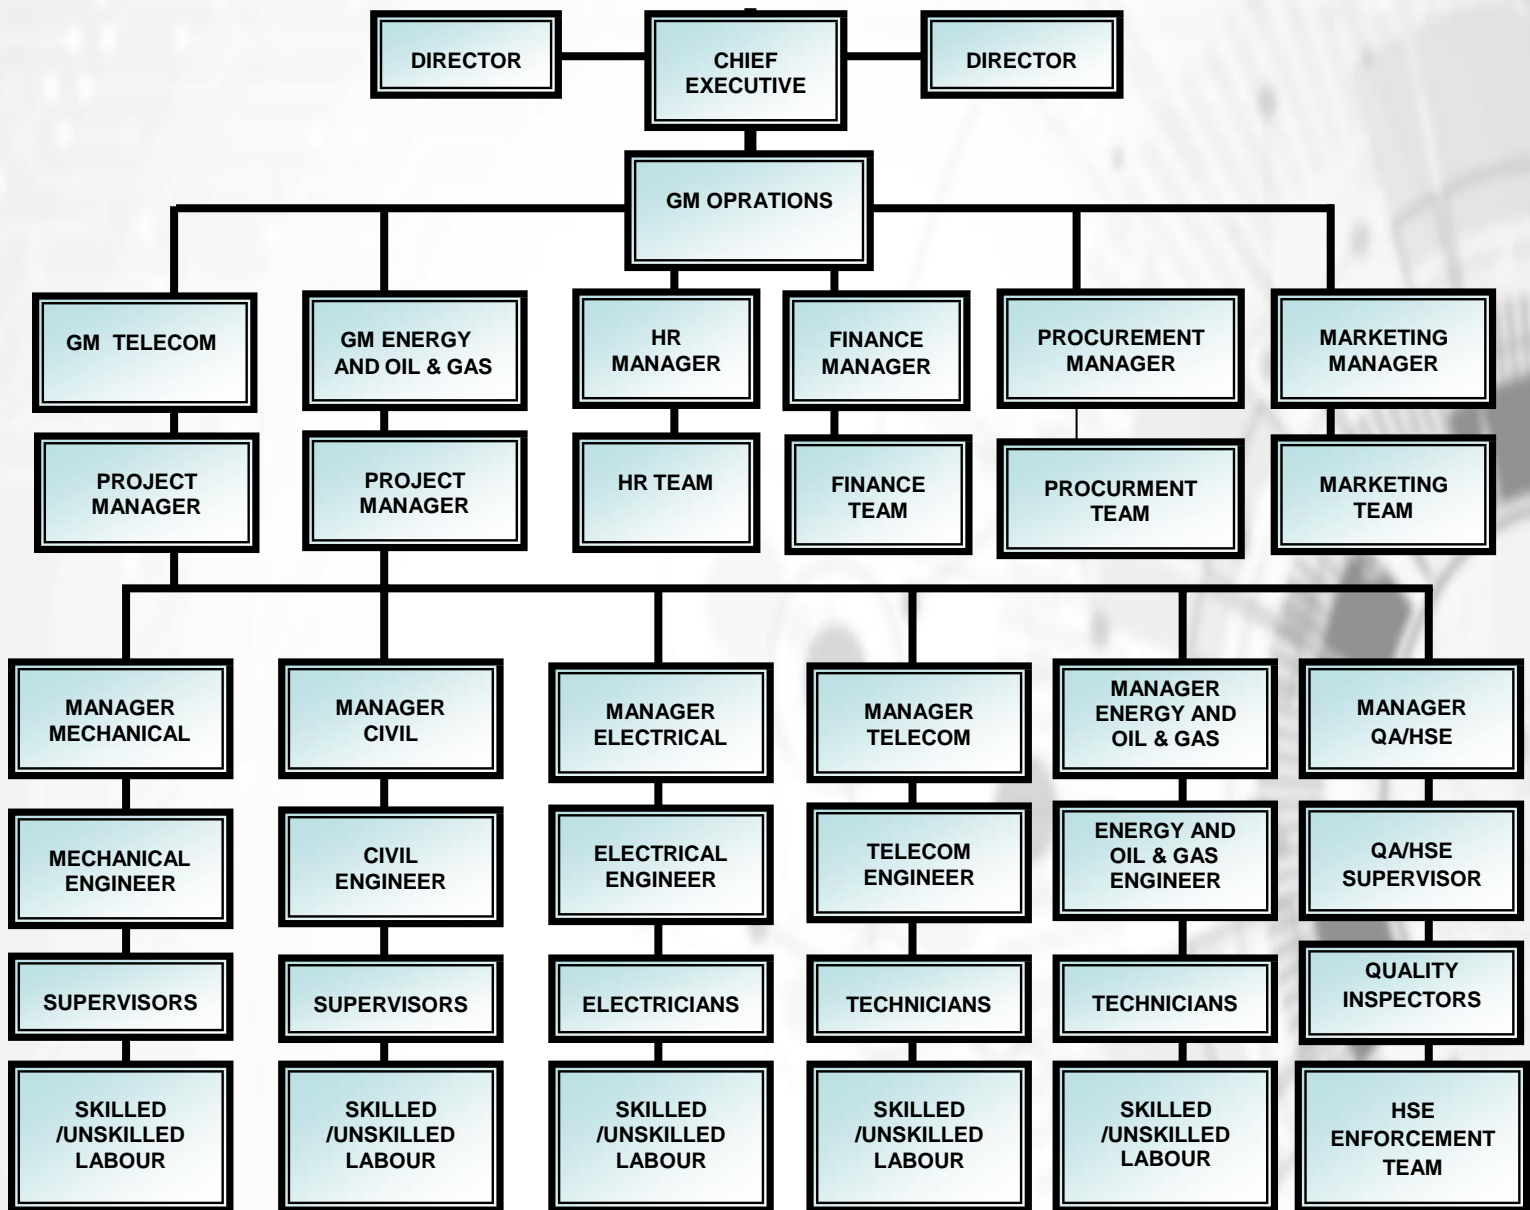 DIRECTOR
CHIEF
EXECUTIVE
DIRECTOR
GM OPRATIONS
GM TELECOM
GM ENERGY
AND OIL & GAS
HR
MANAGER
FINANCE
MANAGER
PROCUREMENT
MANAGER
MARKETING
MANAGER
PROJECT
MANAGER
PROJECT
MANAGER
HR TEAM
FINANCE
TEAM
PROCURMENT
TEAM
MARKETING
TEAM
MANAGER
MECHANICAL
MANAGER
CIVIL
MANAGER
ELECTRICAL
MANAGER
TELECOM
MANAGER
ENERGY AND
OIL & GAS
MANAGER
QA/HSE
MECHANICAL
ENGINEER
CIVIL
ENGINEER
ELECTRICAL
ENGINEER
TELECOM
ENGINEER
ENERGY AND
OIL & GAS
ENGINEER
QA/HSE
SUPERVISOR
SUPERVISORS
SUPERVISORS
ELECTRICIANS
TECHNICIANS
TECHNICIANS
QUALITY
INSPECTORS
SKILLED
/UNSKILLED
LABOUR
SKILLED
/UNSKILLED
LABOUR
SKILLED
/UNSKILLED
LABOUR
SKILLED
/UNSKILLED
LABOUR
SKILLED
/UNSKILLED
LABOUR
HSE
ENFORCEMENT
TEAM